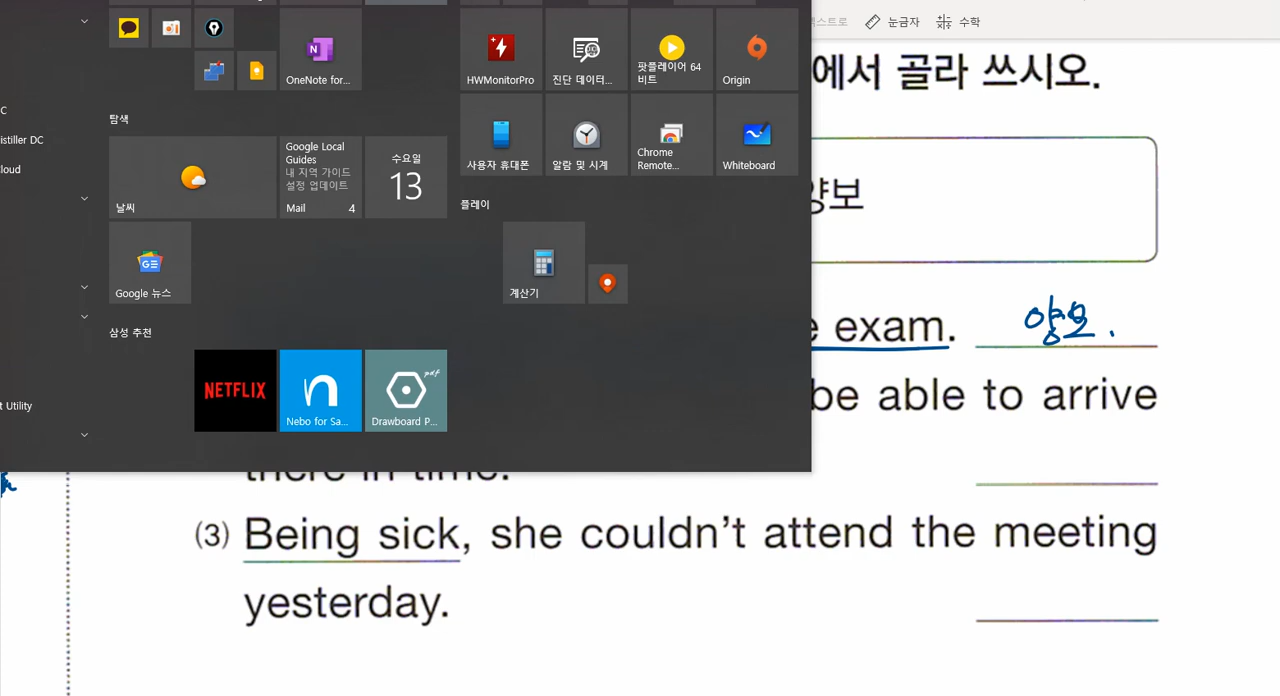 텍스트로 눈금자 수학
OneNote for...
HWMonitorPro
진단 데이터...
팟플레이어 64
비트
Origin
에서 골라 쓰시오.
탐색
istiller DC
loud
Google Local
Guides
내 지역 가이드
설정 업데이트
Mail 4
날씨
수요일
13
사용자 휴대폰
알람 및 시계
Chrome
Remote...
Whiteboard
플레이
양보
GE
Google 뉴스
계산기
삼성 추천
NETFLIX
Nebo for Sa...
pdf
Drawboard P...
t Utility
e exam. 양보.
be able to arrive
there in time.
(3) Being sick, she couldn't attend the meeting
yesterday.